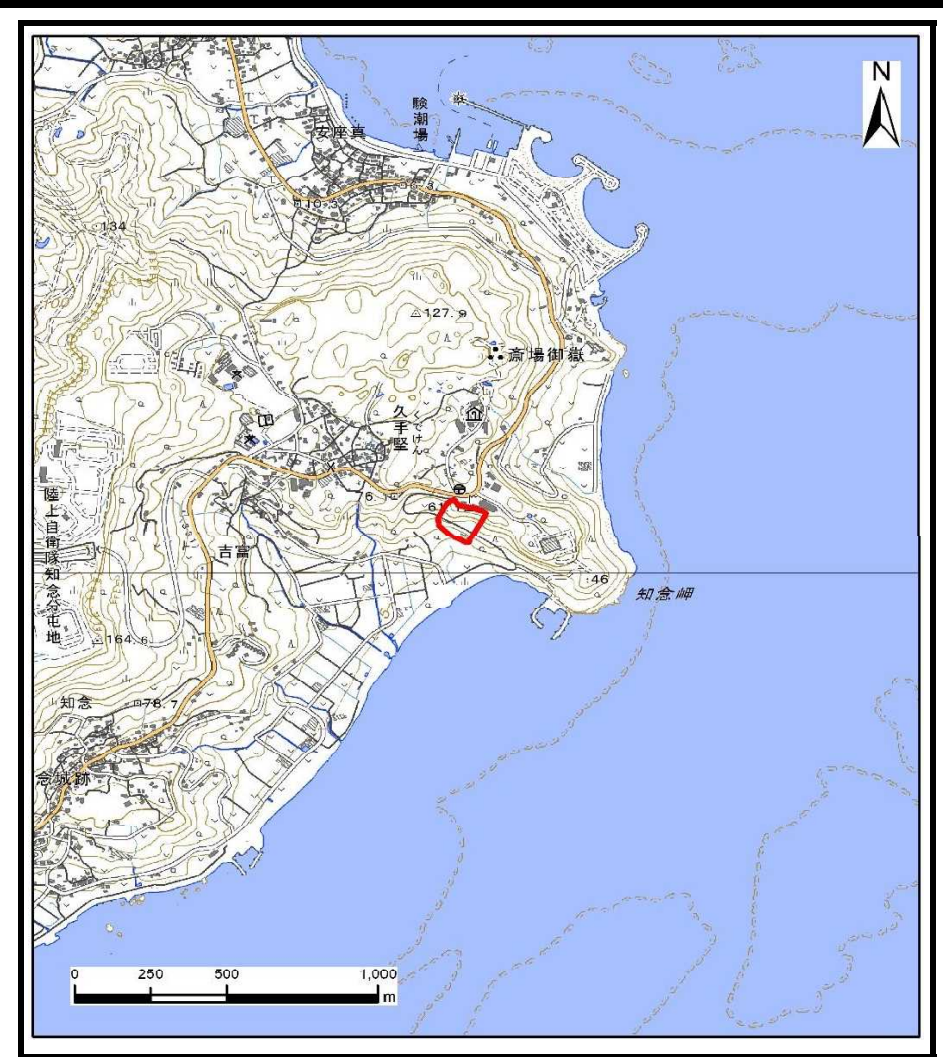 N
験潮場
安座真
10.3
134
127.9
斎場御嶽
久手堅
くでけん
76
陸上自衛隊知念分屯地
吉富
46
知念岬
164.6
知念
78.7
念城跡
0 250 500 1,000
m